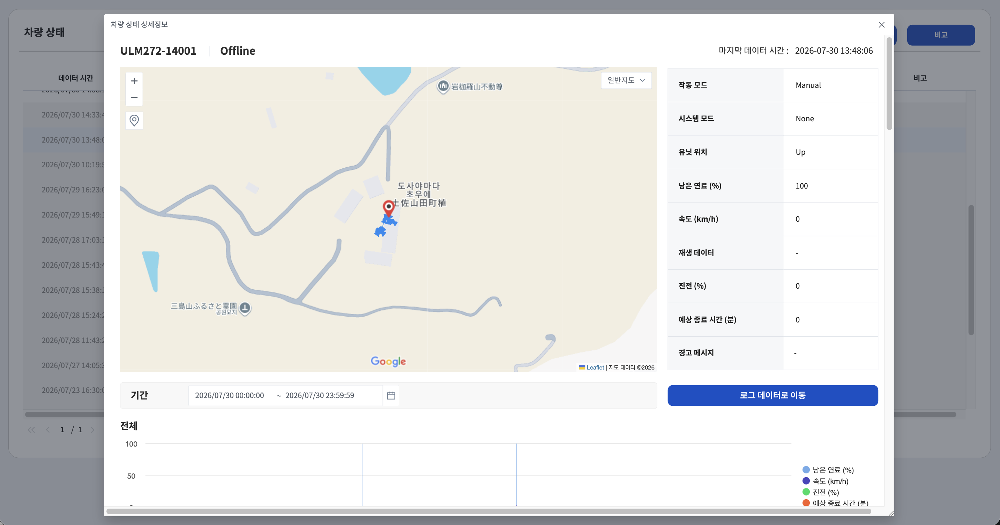 차량 상태
비교
데이터 시간
비고
2026/07/30 14:33:4
2026/07/30 13:48:0
2026/07/30 10:19:5
2026/07/29 16:23:0
2026/07/29 15:49:1
2026/07/28 17:03:1
2026/07/28 15:43:4
2026/07/28 15:38:1
2026/07/28 15:24:2
2026/07/28 11:43:2
2026/07/27 14:05:3
2026/07/23 16:30:0
1 / 1
차량 상태 상세정보
ULM272-14001 Offline
마지막 데이터 시간 : 2026-07-30 13:48:06
+
−
일반지도
岩枷羅山不動尊
도사야마다
초우에
土佐山田町植
三島山ふるさと霊園
공원묘지
Google
Leaflet | 지도 데이터 ©2026
작동 모드 Manual
시스템 모드 None
유닛 위치 Up
남은 연료 (%) 100
속도 (km/h) 0
재생 데이터 -
진전 (%) 0
예상 종료 시간 (분) 0
경고 메시지 -
기간 2026/07/30 00:00:00 ~ 2026/07/30 23:59:59
로그 데이터로 이동
전체
100
50
남은 연료 (%)
속도 (km/h)
진전 (%)
예상 종료 시간 (분)